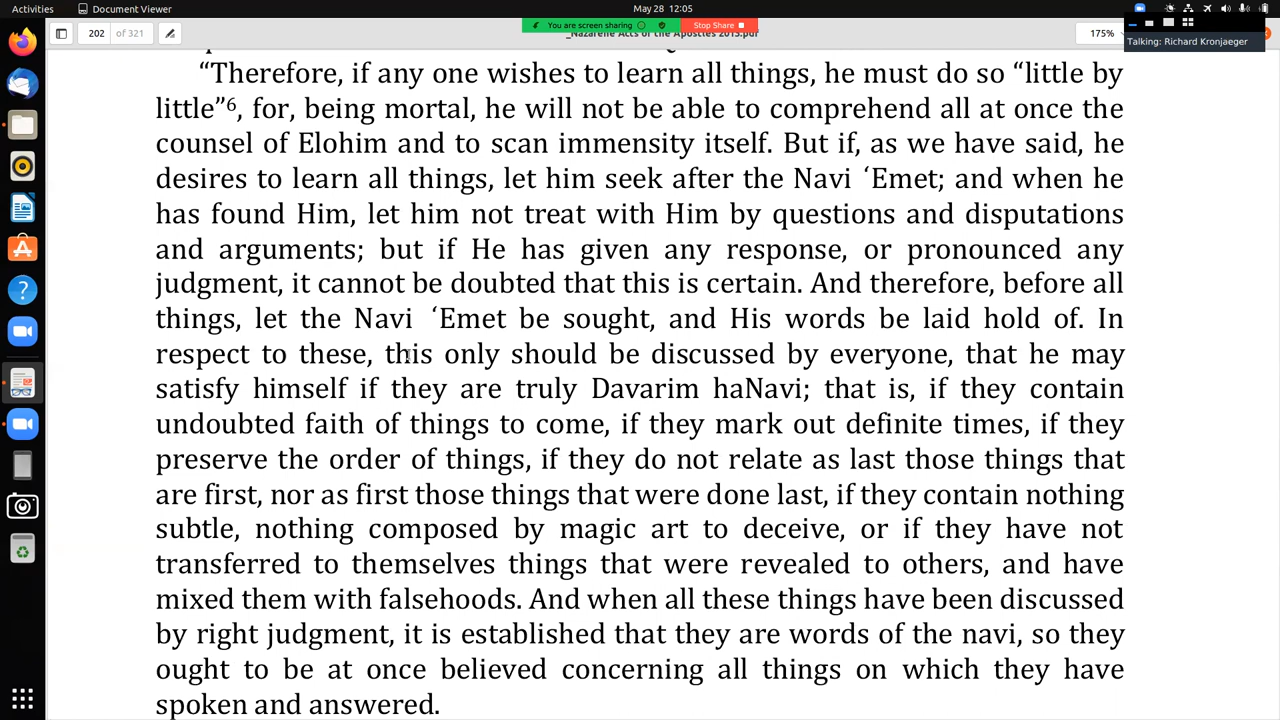 Activities
Document Viewer
May 28 12:05
You are screen sharing
Stop Share
202
of 321
_Nazarene Acts of the Apostles 2013.pdf
175%
Talking: Richard Kronjaeger
“Therefore, if any one wishes to learn all things, he must do so “little by
little”6, for, being mortal, he will not be able to comprehend all at once the
counsel of Elohim and to scan immensity itself. But if, as we have said, he
desires to learn all things, let him seek after the Navi ‘Emet; and when he
has found Him, let him not treat with Him by questions and disputations
and arguments; but if He has given any response, or pronounced any
judgment, it cannot be doubted that this is certain. And therefore, before all
things, let the Navi ‘Emet be sought, and His words be laid hold of. In
respect to these, this only should be discussed by everyone, that he may
satisfy himself if they are truly Davarim haNavi; that is, if they contain
undoubted faith of things to come, if they mark out definite times, if they
preserve the order of things, if they do not relate as last those things that
are first, nor as first those things that were done last, if they contain nothing
subtle, nothing composed by magic art to deceive, or if they have not
transferred to themselves things that were revealed to others, and have
mixed them with falsehoods. And when all these things have been discussed
by right judgment, it is established that they are words of the navi, so they
ought to be at once believed concerning all things on which they have
spoken and answered.